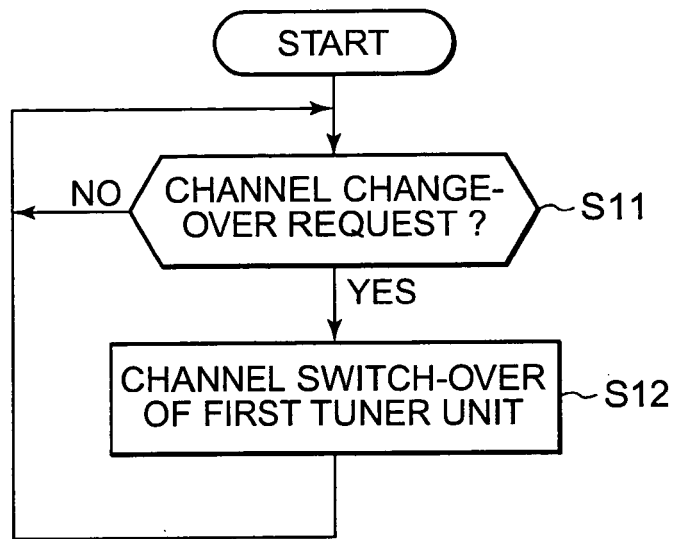 START
NO
CHANNEL CHANGE-
OVER REQUEST ?
S11
YES
CHANNEL SWITCH-OVER
OF FIRST TUNER UNIT
S12